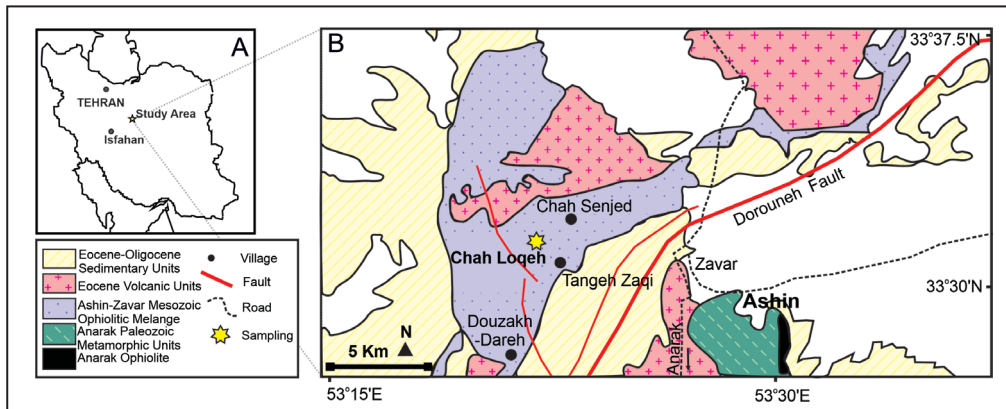 A
TEHRAN
Study Area
Isfahan
Eocene-Oligocene
Sedimentary Units
Eocene Volcanic Units
Ashin-Zavar Mesozoic
Ophiolitic Melange
Anarak Paleozoic
Metamorphic Units
Anarak Ophiolite
Village
Fault
Road
Sampling
B
33°37.5'N
Dorouneh Fault
Chah Senjed
Chah Loqeh
Tangeh Zaqi
Zavar
33°30'N
Ashin
Douzakh
-Dareh
Anarak
N
5 Km
53°15'E
53°30'E